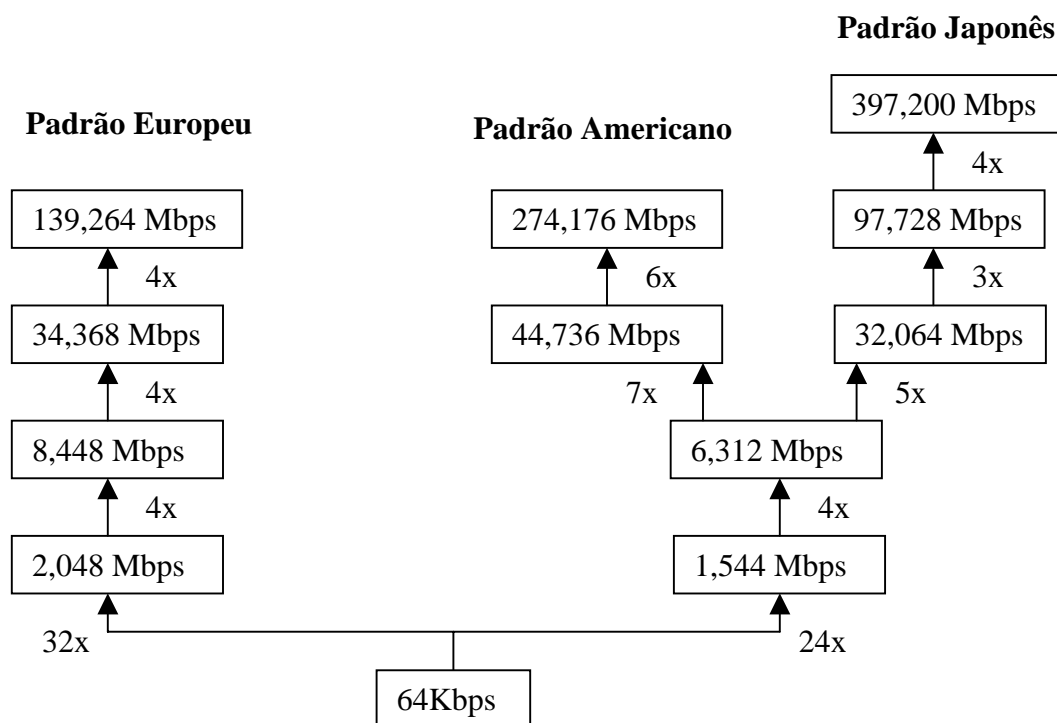 Padrão Japonês
397,200 Mbps
Padrão Europeu
Padrão Americano
4x
139,264 Mbps
274,176 Mbps
97,728 Mbps
4x
6x
3x
34,368 Mbps
44,736 Mbps
32,064 Mbps
4x
7x
5x
8,448 Mbps
6,312 Mbps
4x
4x
2,048 Mbps
1,544 Mbps
32x
24x
64Kbps